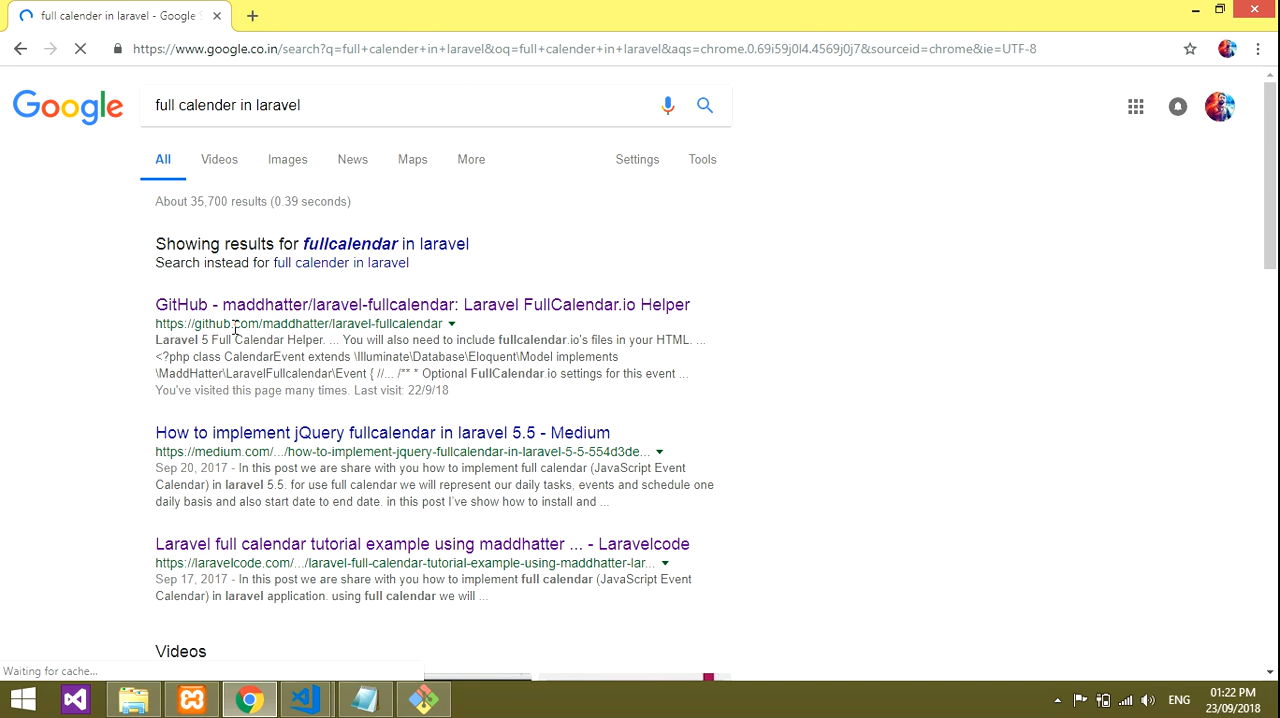 full calender in laravel - Google S
https://www.google.co.in/search?q=full+calender+in+laravel&oq=full+calender+in+laravel&aqs=chrome.0.69i59j0l4.4569j0j7&sourceid=chrome&ie=UTF-8
Google
full calender in laravel
All Videos Images News Maps More Settings Tools
About 35,700 results (0.39 seconds)
Showing results for fullcalendar in laravel
Search instead for full calender in laravel
GitHub - maddhatter/laravel-fullcalendar: Laravel FullCalendar.io Helper
https://github.com/maddhatter/laravel-fullcalendar
Laravel 5 Full Calendar Helper. ... You will also need to include fullcalendar.io's files in your HTML. ...
<?php class CalendarEvent extends \Illuminate\Database\Eloquent\Model implements
\MaddHatter\LaravelFullcalendar\Event { //... /** * Optional FullCalendar.io settings for this event ...
You've visited this page many times. Last visit: 22/9/18
How to implement jQuery fullcalendar in laravel 5.5 - Medium
https://medium.com/.../how-to-implement-jquery-fullcalendar-in-laravel-5-5-554d3de...
Sep 20, 2017 - In this post we are share with you how to implement full calendar (JavaScript Event
Calendar) in laravel 5.5. for use full calendar we will represent our daily tasks, events and schedule one
daily basis and also start date to end date. in this post I've show how to install and ...
Laravel full calendar tutorial example using maddhatter ... - Laravelcode
https://laravelcode.com/.../laravel-full-calendar-tutorial-example-using-maddhatter-lar...
Sep 17, 2017 - In this post we are share with you how to implement full calendar (JavaScript Event
Calendar) in laravel application. using full calendar we will ...
Videos
Waiting for cache...
ENG
01:22 PM
23/09/2018